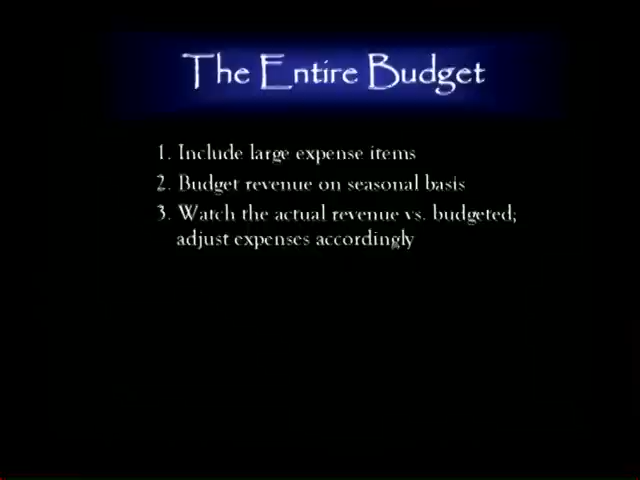 The Entire Budget
1. Include large expense items
2. Budget revenue on seasonal basis
3. Watch the actual revenue vs. budgeted;
adjust expenses accordingly